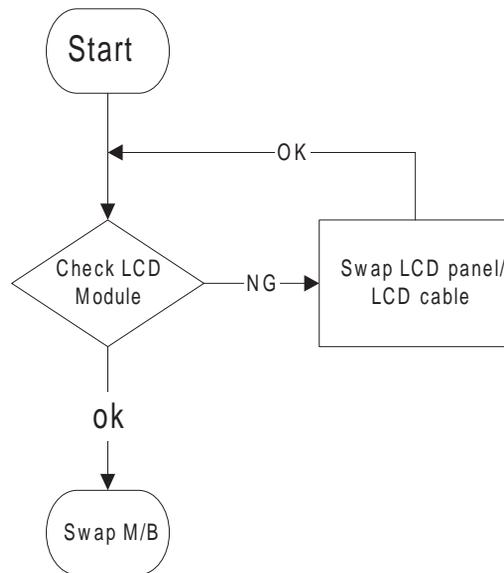 Start
OK
Check LCD
Module
NG
Swap LCD panel/
LCD cable
ok
Swap M/B